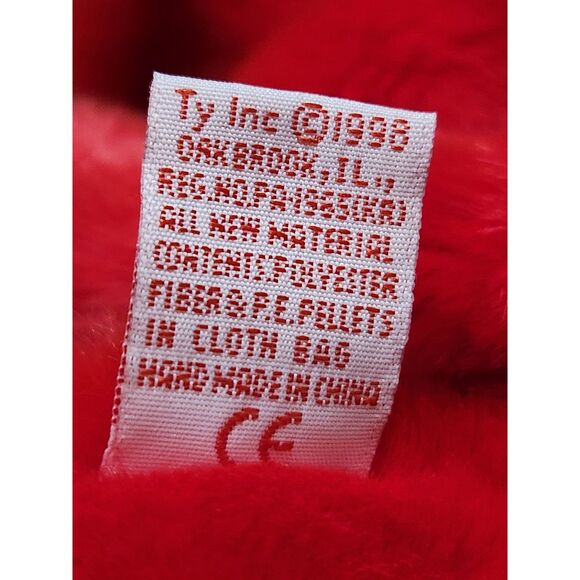 Ty Inc ©1996
OAKBROOK, IL.,
REG.NO.PA-1965(KR)
ALL NEW MATERIAL
CONTENT:POLYESTER
FIBER & P.E. PELLETS
IN CLOTH BAG
HAND MADE IN CHINA
CE